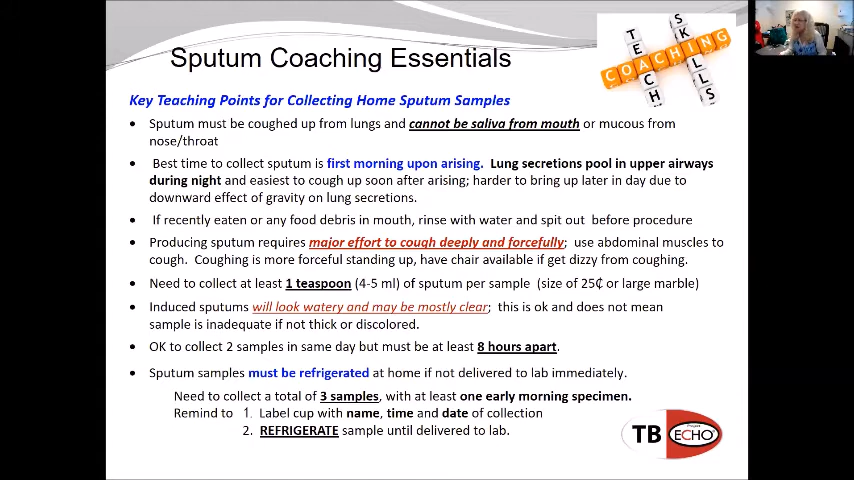 Sputum Coaching Essentials
TEACH
COACHING
SKILLS
Key Teaching Points for Collecting Home Sputum Samples
• Sputum must be coughed up from lungs and cannot be saliva from mouth or mucous from
nose/throat
• Best time to collect sputum is first morning upon arising. Lung secretions pool in upper airways
during night and easiest to cough up soon after arising; harder to bring up later in day due to
downward effect of gravity on lung secretions.
• If recently eaten or any food debris in mouth, rinse with water and spit out before procedure
• Producing sputum requires major effort to cough deeply and forcefully; use abdominal muscles to
cough. Coughing is more forceful standing up, have chair available if get dizzy from coughing.
• Need to collect at least 1 teaspoon (4-5 ml) of sputum per sample (size of 25¢ or large marble)
• Induced sputums will look watery and may be mostly clear; this is ok and does not mean
sample is inadequate if not thick or discolored.
• OK to collect 2 samples in same day but must be at least 8 hours apart.
• Sputum samples must be refrigerated at home if not delivered to lab immediately.
Need to collect a total of 3 samples, with at least one early morning specimen.
Remind to 1. Label cup with name, time and date of collection
2. REFRIGERATE sample until delivered to lab.
TB Project ECHO